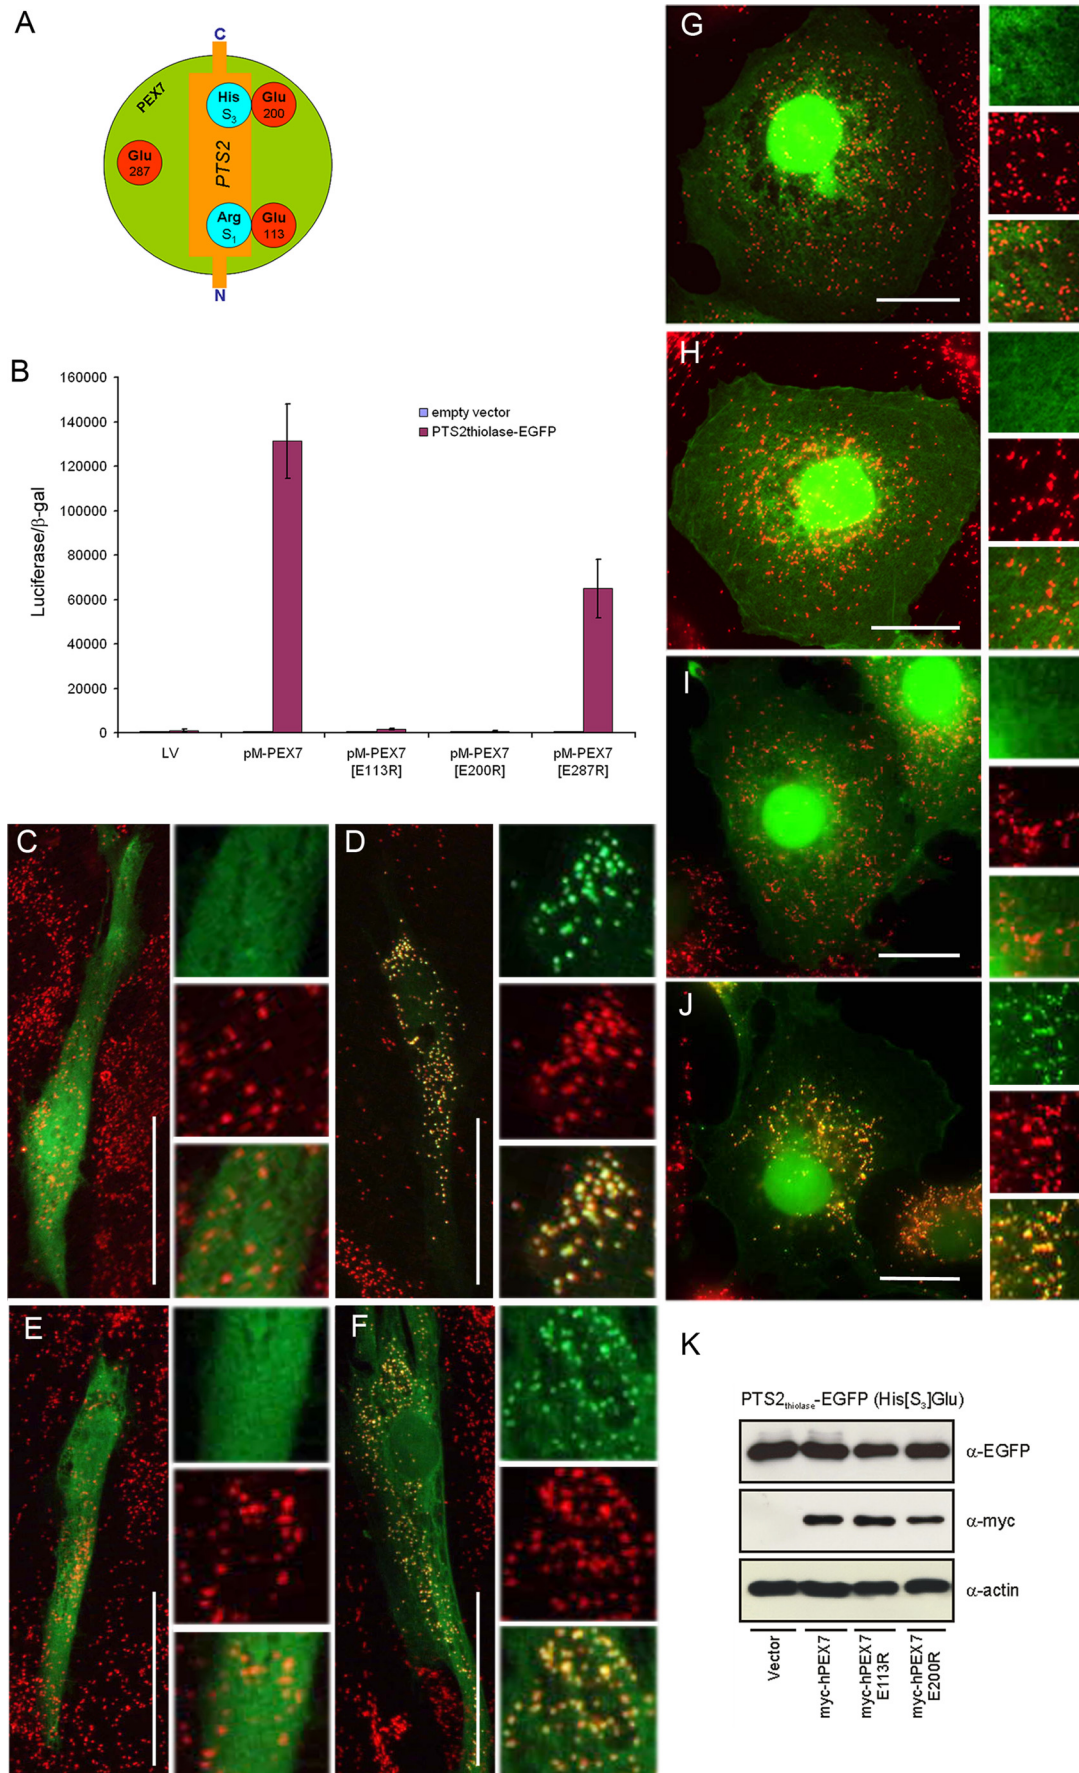 A
C
PEX7
His
S3
Glu
200
Glu
287
PTS2
Arg
S1
Glu
113
N
B
160000
140000
120000
100000
80000
60000
40000
20000
0
Luciferase/β-gal
empty vector
PTS2thiolase-EGFP
LV
pM-PEX7
pM-PEX7
[E113R]
pM-PEX7
[E200R]
pM-PEX7
[E287R]
C
D
E
F
G
H
I
J
K
PTS2thiolase-EGFP (His[S3]Glu)
α-EGFP
α-myc
α-actin
Vector
myc-hPEX7
myc-hPEX7
E113R
myc-hPEX7
E200R